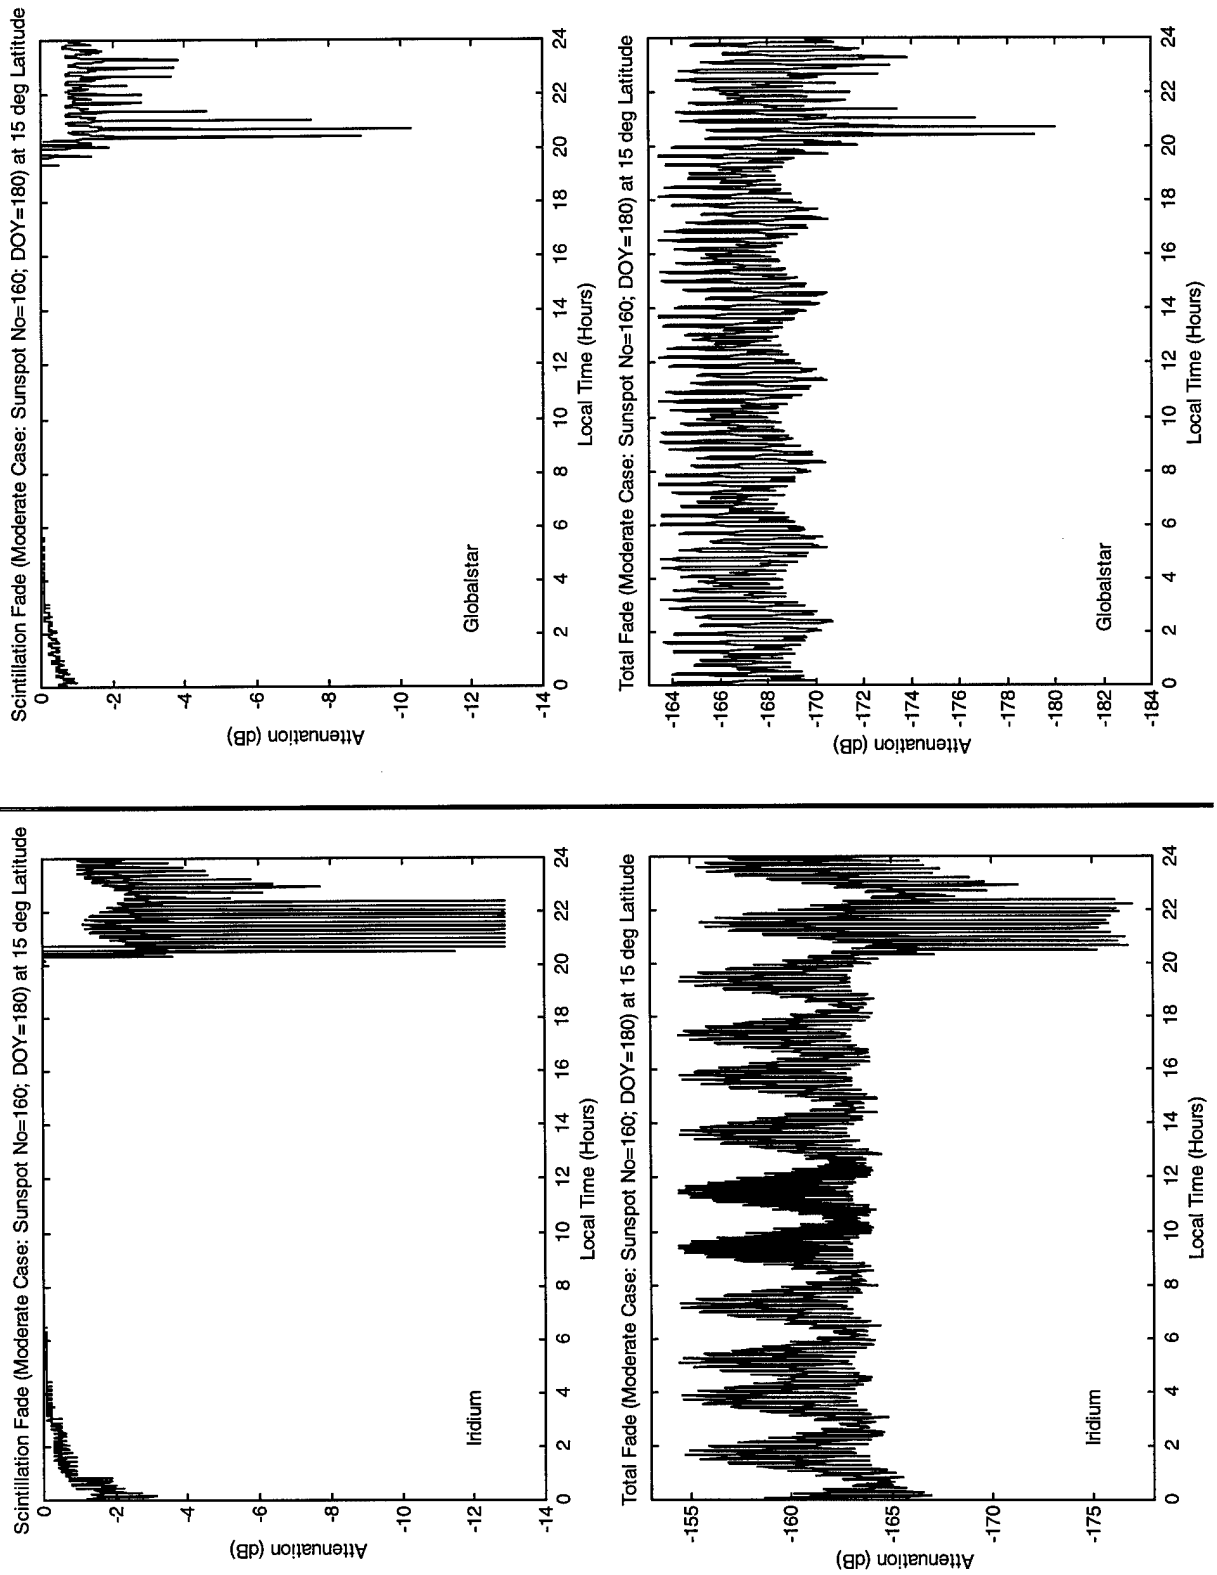 Scintillation Fade (Moderate Case: Sunspot No=160; DOY=180) at 15 deg Latitude
0
-2
-4
-6
-8
-10
-12
-14
Attenuation (dB)
Iridium
0 2 4 6 8 10 12 14 16 18 20 22 24
Local Time (Hours)
Total Fade (Moderate Case: Sunspot No=160; DOY=180) at 15 deg Latitude
-155
-160
-165
-170
-175
Attenuation (dB)
Iridium
0 2 4 6 8 10 12 14 16 18 20 22 24
Local Time (Hours)
Scintillation Fade (Moderate Case: Sunspot No=160; DOY=180) at 15 deg Latitude
0
-2
-4
-6
-8
-10
-12
-14
Attenuation (dB)
Globalstar
0 2 4 6 8 10 12 14 16 18 20 22 24
Local Time (Hours)
Total Fade (Moderate Case: Sunspot No=160; DOY=180) at 15 deg Latitude
-164
-166
-168
-170
-172
-174
-176
-178
-180
-182
-184
Attenuation (dB)
Globalstar
0 2 4 6 8 10 12 14 16 18 20 22 24
Local Time (Hours)